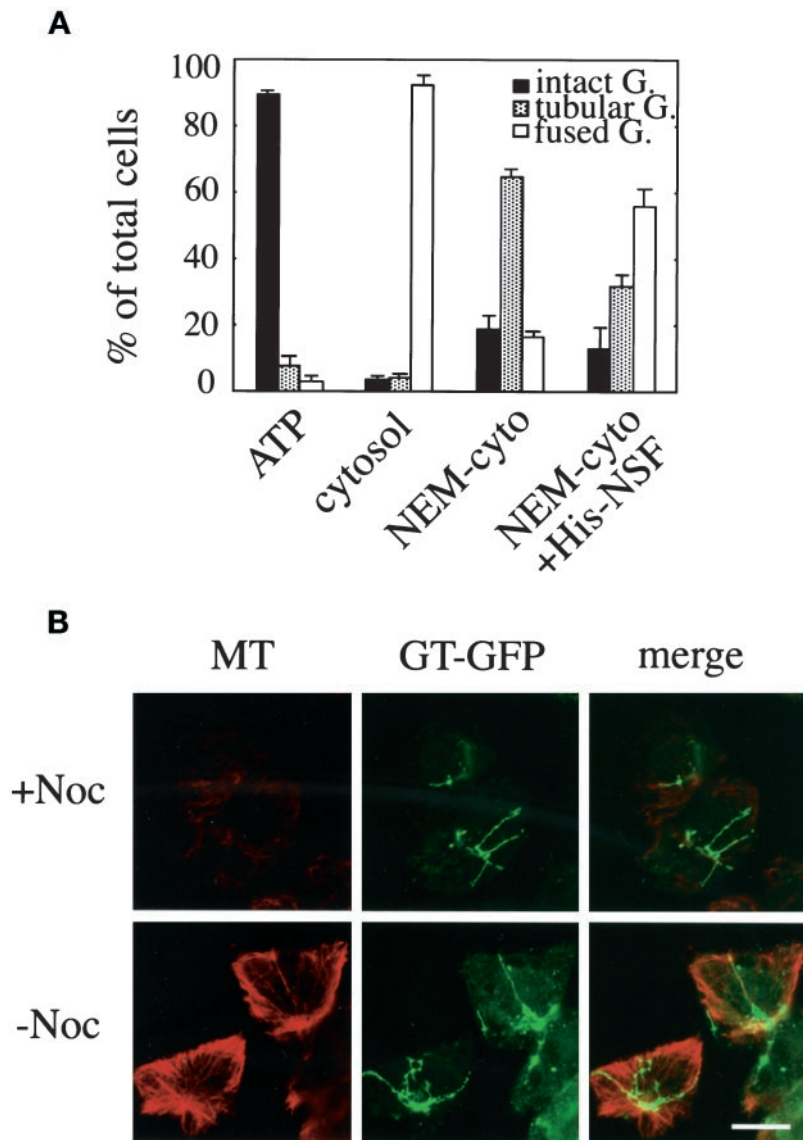 A
% of total cells
100
80
60
40
20
0
intact G.
tubular G.
fused G.
ATP
cytosol
NEM-cyto
NEM-cyto
+His-NSF
B
MT
GT-GFP
merge
+Noc
-Noc